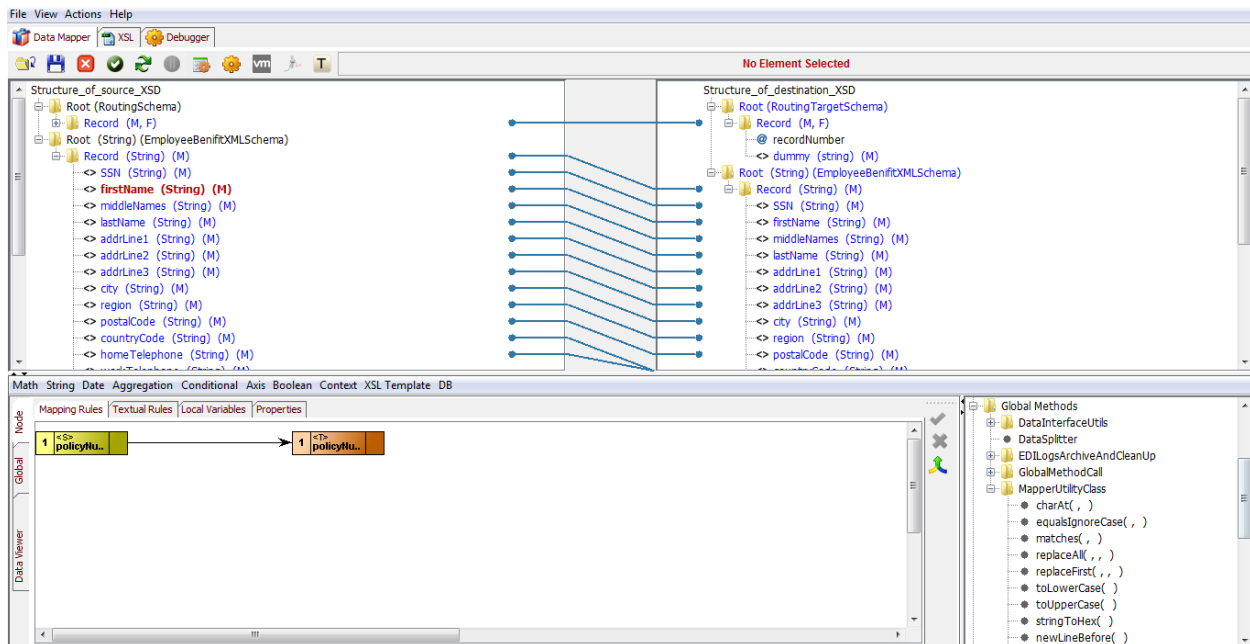 File View Actions Help
Data Mapper XSL Debugger
vm T No Element Selected
Structure_of_source_XSD
Root (RoutingSchema)
Record (M, F)
Root (String) (EmployeeBenifitXMLSchema)
Record (String) (M)
<> SSN (String) (M)
<> firstName (String) (M)
<> middleNames (String) (M)
<> lastName (String) (M)
<> addrLine1 (String) (M)
<> addrLine2 (String) (M)
<> addrLine3 (String) (M)
<> city (String) (M)
<> region (String) (M)
<> postalCode (String) (M)
<> countryCode (String) (M)
<> homeTelephone (String) (M)
<> workTelephone (String) (M)
Structure_of_destination_XSD
Root (RoutingTargetSchema)
Record (M, F)
@ recordNumber
<> dummy (string) (M)
Root (String) (EmployeeBenifitXMLSchema)
Record (String) (M)
<> SSN (String) (M)
<> firstName (String) (M)
<> middleNames (String) (M)
<> lastName (String) (M)
<> addrLine1 (String) (M)
<> addrLine2 (String) (M)
<> addrLine3 (String) (M)
<> city (String) (M)
<> region (String) (M)
<> postalCode (String) (M)
<> countryCode (String) (M)
Math String Date Aggregation Conditional Axis Boolean Context XSL Template DB
Node
Global
Data Viewer
Mapping Rules Textual Rules Local Variables Properties
1 <S> policyNu..
1 <T> policyNu..
Global Methods
DataInterfaceUtils
DataSplitter
EDILogsArchiveAndCleanUp
GlobalMethodCall
MapperUtilityClass
charAt( , )
equalsIgnoreCase( , )
matches( , )
replaceAll( , , )
replaceFirst( , , )
toLowerCase( )
toUpperCase( )
stringToHex( )
newLineBefore( )